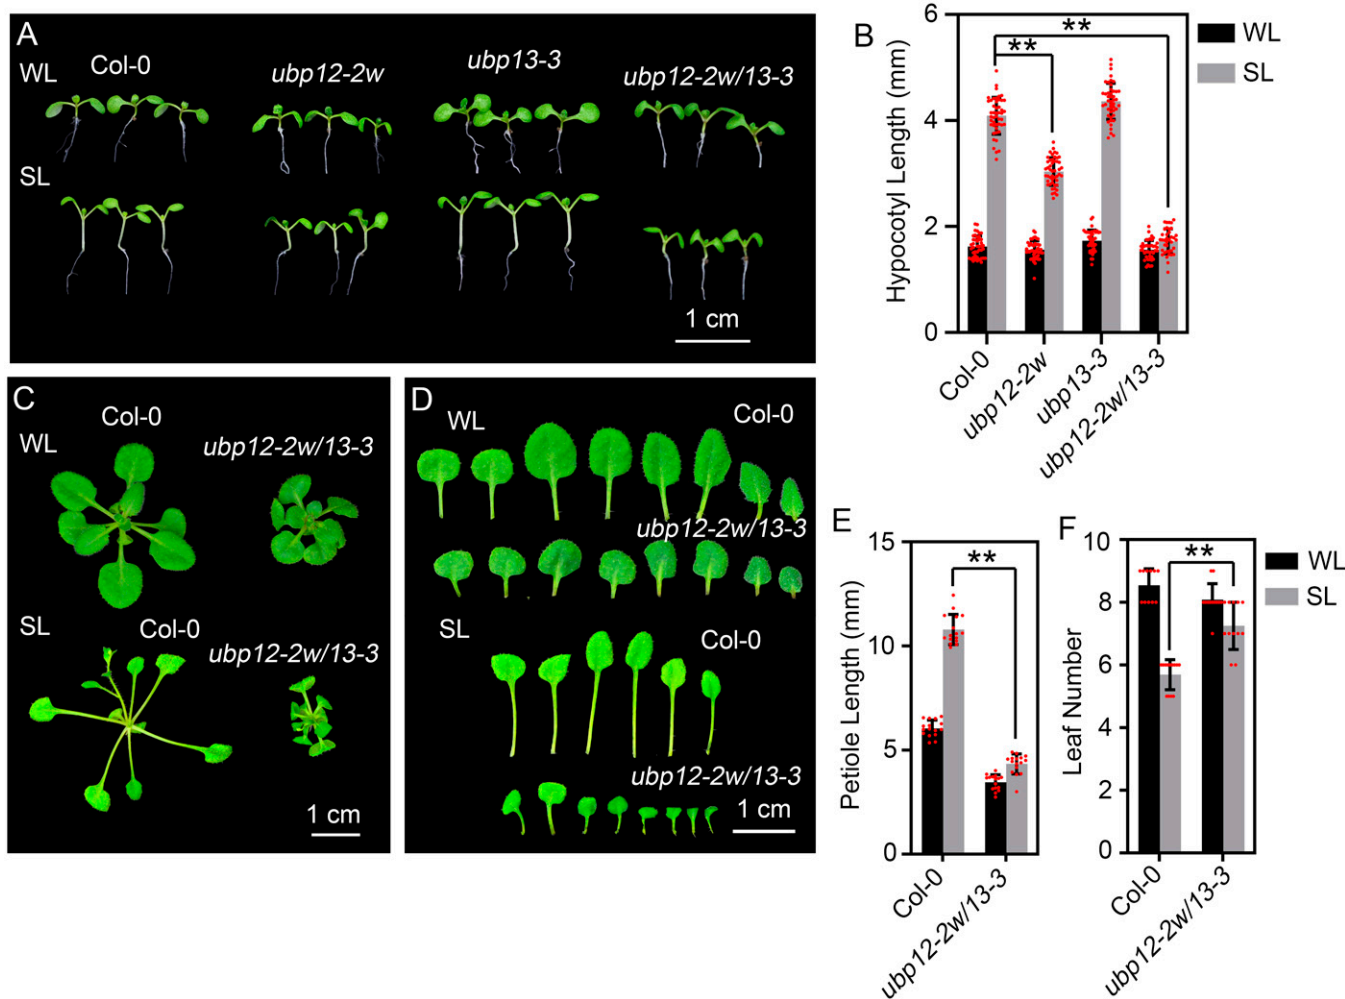 A
WL
Col-0
ubp12-2w
ubp13-3
ubp12-2w/13-3
SL
1 cm
B
Hypocotyl Length (mm)
6
4
2
0
**
**
WL
SL
Col-0
ubp12-2w
ubp13-3
ubp12-2w/13-3
C
Col-0
WL
ubp12-2w/13-3
SL
Col-0
ubp12-2w/13-3
1 cm
D
WL
Col-0
ubp12-2w/13-3
SL
Col-0
ubp12-2w/13-3
1 cm
E
Petiole Length (mm)
15
10
5
0
**
Col-0
ubp12-2w/13-3
F
Leaf Number
10
8
6
4
2
0
**
WL
SL
Col-0
ubp12-2w/13-3